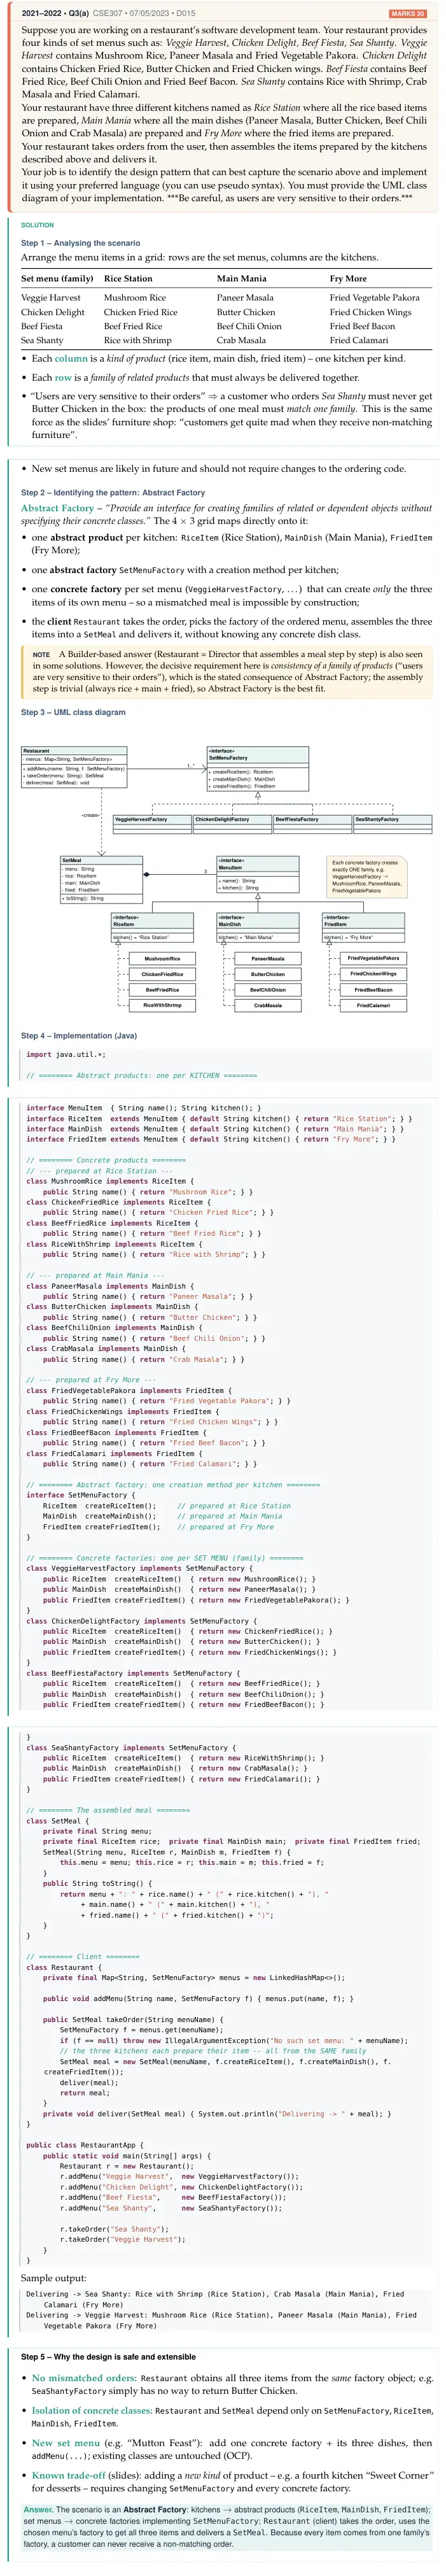 2021–2022 • Q3(a) CSE307 • 07/05/2023 • D015 MARKS 20
Suppose you are working on a restaurant's software development team. Your restaurant provides
four kinds of set menus such as: Veggie Harvest, Chicken Delight, Beef Fiesta, Sea Shanty. Veggie
Harvest contains Mushroom Rice, Paneer Masala and Fried Vegetable Pakora. Chicken Delight
contains Chicken Fried Rice, Butter Chicken and Fried Chicken wings. Beef Fiesta contains Beef
Fried Rice, Beef Chili Onion and Fried Beef Bacon. Sea Shanty contains Rice with Shrimp, Crab
Masala and Fried Calamari.
Your restaurant have three different kitchens named as Rice Station where all the rice based items
are prepared, Main Mania where all the main dishes (Paneer Masala, Butter Chicken, Beef Chili
Onion and Crab Masala) are prepared and Fry More where the fried items are prepared.
Your restaurant takes orders from the user, then assembles the items prepared by the kitchens
described above and delivers it.
Your job is to identify the design pattern that can best capture the scenario above and implement
it using your preferred language (you can use pseudo syntax). You must provide the UML class
diagram of your implementation. ***Be careful, as users are very sensitive to their orders.***
SOLUTION
Step 1 – Analysing the scenario
Arrange the menu items in a grid: rows are the set menus, columns are the kitchens.
Set menu (family) Rice Station Main Mania Fry More
Veggie Harvest Mushroom Rice Paneer Masala Fried Vegetable Pakora
Chicken Delight Chicken Fried Rice Butter Chicken Fried Chicken Wings
Beef Fiesta Beef Fried Rice Beef Chili Onion Fried Beef Bacon
Sea Shanty Rice with Shrimp Crab Masala Fried Calamari
• Each column is a kind of product (rice item, main dish, fried item) – one kitchen per kind.
• Each row is a family of related products that must always be delivered together.
• "Users are very sensitive to their orders" ⇒ a customer who orders Sea Shanty must never get
Butter Chicken in the box: the products of one meal must match one family. This is the same
force as the slides' furniture shop: "customers get quite mad when they receive non-matching
furniture".
• New set menus are likely in future and should not require changes to the ordering code.
Step 2 – Identifying the pattern: Abstract Factory
Abstract Factory – "Provide an interface for creating families of related or dependent objects without
specifying their concrete classes." The 4 × 3 grid maps directly onto it:
• one abstract product per kitchen: RiceItem (Rice Station), MainDish (Main Mania), FriedItem
(Fry More);
• one abstract factory SetMenuFactory with a creation method per kitchen;
• one concrete factory per set menu (VeggieHarvestFactory, ...) that can create only the three
items of its own menu – so a mismatched meal is impossible by construction;
• the client Restaurant takes the order, picks the factory of the ordered menu, assembles the three
items into a SetMeal and delivers it, without knowing any concrete dish class.
NOTE A Builder-based answer (Restaurant = Director that assembles a meal step by step) is also seen
in some solutions. However, the decisive requirement here is consistency of a family of products ("users
are very sensitive to their orders"), which is the stated consequence of Abstract Factory; the assembly
step is trivial (always rice + main + fried), so Abstract Factory is the best fit.
Step 3 – UML class diagram
Restaurant
- menus: Map<String, SetMenuFactory>
+ addMenu(name: String, f: SetMenuFactory)
+ takeOrder(menu: String): SetMeal
- deliver(meal: SetMeal): void
1..*
«interface»
SetMenuFactory
+ createRiceItem(): RiceItem
+ createMainDish(): MainDish
+ createFriedItem(): FriedItem
«create»
VeggieHarvestFactory ChickenDelightFactory BeefFiestaFactory SeaShantyFactory
SetMeal
- menu: String
- rice: RiceItem
- main: MainDish
- fried: FriedItem
+ toString(): String
3
«interface»
MenuItem
+ name(): String
+ kitchen(): String
Each concrete factory creates
exactly ONE family, e.g.
VeggieHarvestFactory →
MushroomRice, PaneerMasala,
FriedVegetablePakora
«interface» «interface» «interface»
RiceItem MainDish FriedItem
kitchen() = "Rice Station" kitchen() = "Main Mania" kitchen() = "Fry More"
MushroomRice PaneerMasala FriedVegetablePakora
ChickenFriedRice ButterChicken FriedChickenWings
BeefFriedRice BeefChiliOnion FriedBeefBacon
RiceWithShrimp CrabMasala FriedCalamari
Step 4 – Implementation (Java)
import java.util.*;
// ======== Abstract products: one per KITCHEN ========
interface MenuItem { String name(); String kitchen(); }
interface RiceItem extends MenuItem { default String kitchen() { return "Rice Station"; } }
interface MainDish extends MenuItem { default String kitchen() { return "Main Mania"; } }
interface FriedItem extends MenuItem { default String kitchen() { return "Fry More"; } }
// ======== Concrete products ========
// --- prepared at Rice Station ---
class MushroomRice implements RiceItem {
public String name() { return "Mushroom Rice"; } }
class ChickenFriedRice implements RiceItem {
public String name() { return "Chicken Fried Rice"; } }
class BeefFriedRice implements RiceItem {
public String name() { return "Beef Fried Rice"; } }
class RiceWithShrimp implements RiceItem {
public String name() { return "Rice with Shrimp"; } }
// --- prepared at Main Mania ---
class PaneerMasala implements MainDish {
public String name() { return "Paneer Masala"; } }
class ButterChicken implements MainDish {
public String name() { return "Butter Chicken"; } }
class BeefChiliOnion implements MainDish {
public String name() { return "Beef Chili Onion"; } }
class CrabMasala implements MainDish {
public String name() { return "Crab Masala"; } }
// --- prepared at Fry More ---
class FriedVegetablePakora implements FriedItem {
public String name() { return "Fried Vegetable Pakora"; } }
class FriedChickenWings implements FriedItem {
public String name() { return "Fried Chicken Wings"; } }
class FriedBeefBacon implements FriedItem {
public String name() { return "Fried Beef Bacon"; } }
class FriedCalamari implements FriedItem {
public String name() { return "Fried Calamari"; } }
// ======== Abstract factory: one creation method per kitchen ========
interface SetMenuFactory {
RiceItem createRiceItem(); // prepared at Rice Station
MainDish createMainDish(); // prepared at Main Mania
FriedItem createFriedItem(); // prepared at Fry More
}
// ======== Concrete factories: one per SET MENU (family) ========
class VeggieHarvestFactory implements SetMenuFactory {
public RiceItem createRiceItem() { return new MushroomRice(); }
public MainDish createMainDish() { return new PaneerMasala(); }
public FriedItem createFriedItem() { return new FriedVegetablePakora(); }
}
class ChickenDelightFactory implements SetMenuFactory {
public RiceItem createRiceItem() { return new ChickenFriedRice(); }
public MainDish createMainDish() { return new ButterChicken(); }
public FriedItem createFriedItem() { return new FriedChickenWings(); }
}
class BeefFiestaFactory implements SetMenuFactory {
public RiceItem createRiceItem() { return new BeefFriedRice(); }
public MainDish createMainDish() { return new BeefChiliOnion(); }
public FriedItem createFriedItem() { return new FriedBeefBacon(); }
}
class SeaShantyFactory implements SetMenuFactory {
public RiceItem createRiceItem() { return new RiceWithShrimp(); }
public MainDish createMainDish() { return new CrabMasala(); }
public FriedItem createFriedItem() { return new FriedCalamari(); }
}
// ======== The assembled meal ========
class SetMeal {
private final String menu;
private final RiceItem rice; private final MainDish main; private final FriedItem fried;
SetMeal(String menu, RiceItem r, MainDish m, FriedItem f) {
this.menu = menu; this.rice = r; this.main = m; this.fried = f;
}
public String toString() {
return menu + ": " + rice.name() + " (" + rice.kitchen() + "), "
+ main.name() + " (" + main.kitchen() + "), "
+ fried.name() + " (" + fried.kitchen() + ")";
}
}
// ======== Client ========
class Restaurant {
private final Map<String, SetMenuFactory> menus = new LinkedHashMap<>();
public void addMenu(String name, SetMenuFactory f) { menus.put(name, f); }
public SetMeal takeOrder(String menuName) {
SetMenuFactory f = menus.get(menuName);
if (f == null) throw new IllegalArgumentException("No such set menu: " + menuName);
// the three kitchens each prepare their item -- all from the SAME family
SetMeal meal = new SetMeal(menuName, f.createRiceItem(), f.createMainDish(), f.
createFriedItem());
deliver(meal);
return meal;
}
private void deliver(SetMeal meal) { System.out.println("Delivering -> " + meal); }
}
public class RestaurantApp {
public static void main(String[] args) {
Restaurant r = new Restaurant();
r.addMenu("Veggie Harvest", new VeggieHarvestFactory());
r.addMenu("Chicken Delight", new ChickenDelightFactory());
r.addMenu("Beef Fiesta", new BeefFiestaFactory());
r.addMenu("Sea Shanty", new SeaShantyFactory());
r.takeOrder("Sea Shanty");
r.takeOrder("Veggie Harvest");
}
}
Sample output:
Delivering -> Sea Shanty: Rice with Shrimp (Rice Station), Crab Masala (Main Mania), Fried
Calamari (Fry More)
Delivering -> Veggie Harvest: Mushroom Rice (Rice Station), Paneer Masala (Main Mania), Fried
Vegetable Pakora (Fry More)
Step 5 – Why the design is safe and extensible
• No mismatched orders: Restaurant obtains all three items from the same factory object; e.g.
SeaShantyFactory simply has no way to return Butter Chicken.
• Isolation of concrete classes: Restaurant and SetMeal depend only on SetMenuFactory, RiceItem,
MainDish, FriedItem.
• New set menu (e.g. "Mutton Feast"): add one concrete factory + its three dishes, then
addMenu(...); existing classes are untouched (OCP).
• Known trade-off (slides): adding a new kind of product – e.g. a fourth kitchen "Sweet Corner"
for desserts – requires changing SetMenuFactory and every concrete factory.
Answer. The scenario is an Abstract Factory: kitchens → abstract products (RiceItem, MainDish, FriedItem);
set menus → concrete factories implementing SetMenuFactory; Restaurant (client) takes the order, uses the
chosen menu's factory to get all three items and delivers a SetMeal. Because every item comes from one family's
factory, a customer can never receive a non-matching order.